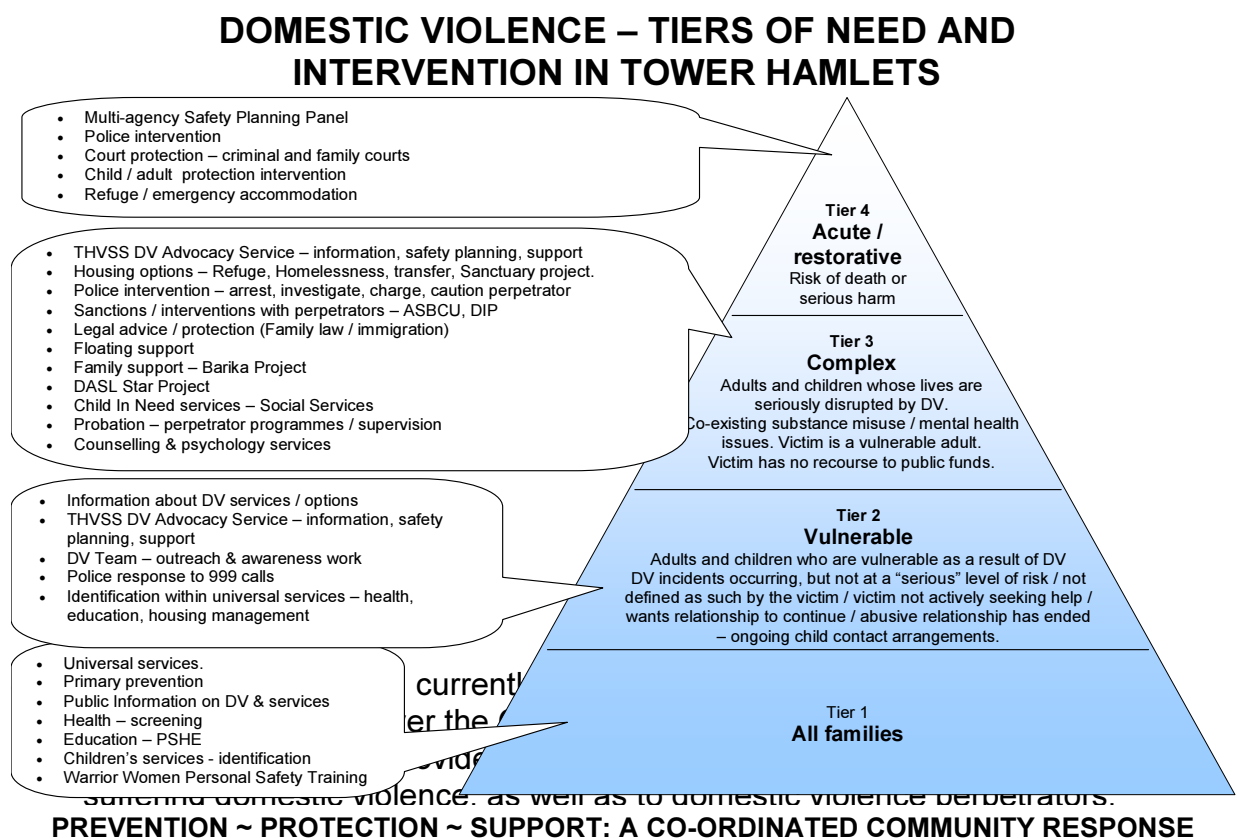 DOMESTIC VIOLENCE – TIERS OF NEED AND
INTERVENTION IN TOWER HAMLETS
• Multi-agency Safety Planning Panel
• Police intervention
• Court protection – criminal and family courts
• Child / adult protection intervention
• Refuge / emergency accommodation
Tier 4
Acute /
restorative
Risk of death or
serious harm
• THVSS DV Advocacy Service – information, safety planning, support
• Housing options – Refuge, Homelessness, transfer, Sanctuary project.
• Police intervention – arrest, investigate, charge, caution perpetrator
• Sanctions / interventions with perpetrators – ASBCU, DIP
• Legal advice / protection (Family law / immigration)
• Floating support
• Family support – Barika Project
• DASL Star Project
• Child In Need services – Social Services
• Probation – perpetrator programmes / supervision
• Counselling & psychology services
Tier 3
Complex
Adults and children whose lives are
seriously disrupted by DV.
Co-existing substance misuse / mental health
issues. Victim is a vulnerable adult.
Victim has no recourse to public funds.
• Information about DV services / options
• THVSS DV Advocacy Service – information, safety
planning, support
• DV Team – outreach & awareness work
• Police response to 999 calls
• Identification within universal services – health,
education, housing management
Tier 2
Vulnerable
Adults and children who are vulnerable as a result of DV
DV incidents occurring, but not at a “serious” level of risk / not
defined as such by the victim / victim not actively seeking help /
wants relationship to continue / abusive relationship has ended
– ongoing child contact arrangements.
• Universal services.
• Primary prevention
• Public Information on DV & services
• Health – screening
• Education – PSHE
• Children’s services - identification
• Warrior Women Personal Safety Training
Tier 1
All families
the
suffering domestic violence, as well as to domestic violence perpetrators.
PREVENTION ~ PROTECTION ~ SUPPORT: A CO-ORDINATED COMMUNITY RESPONSE